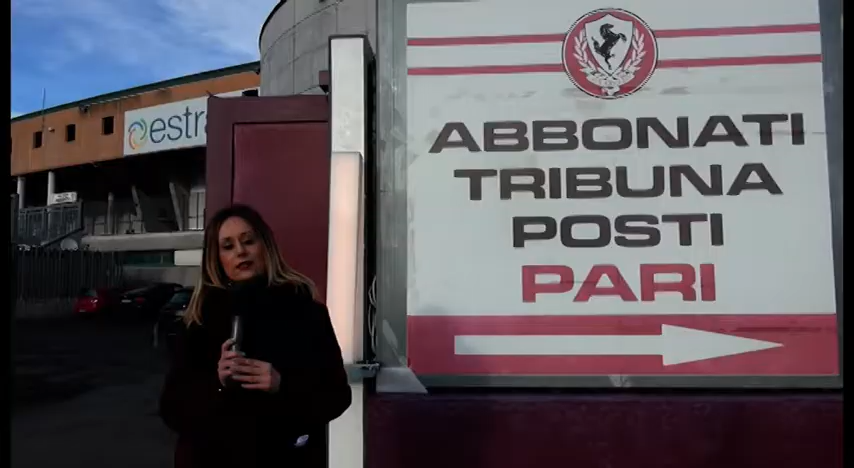 estra
ABBONATI
TRIBUNA
POSTI
PARI